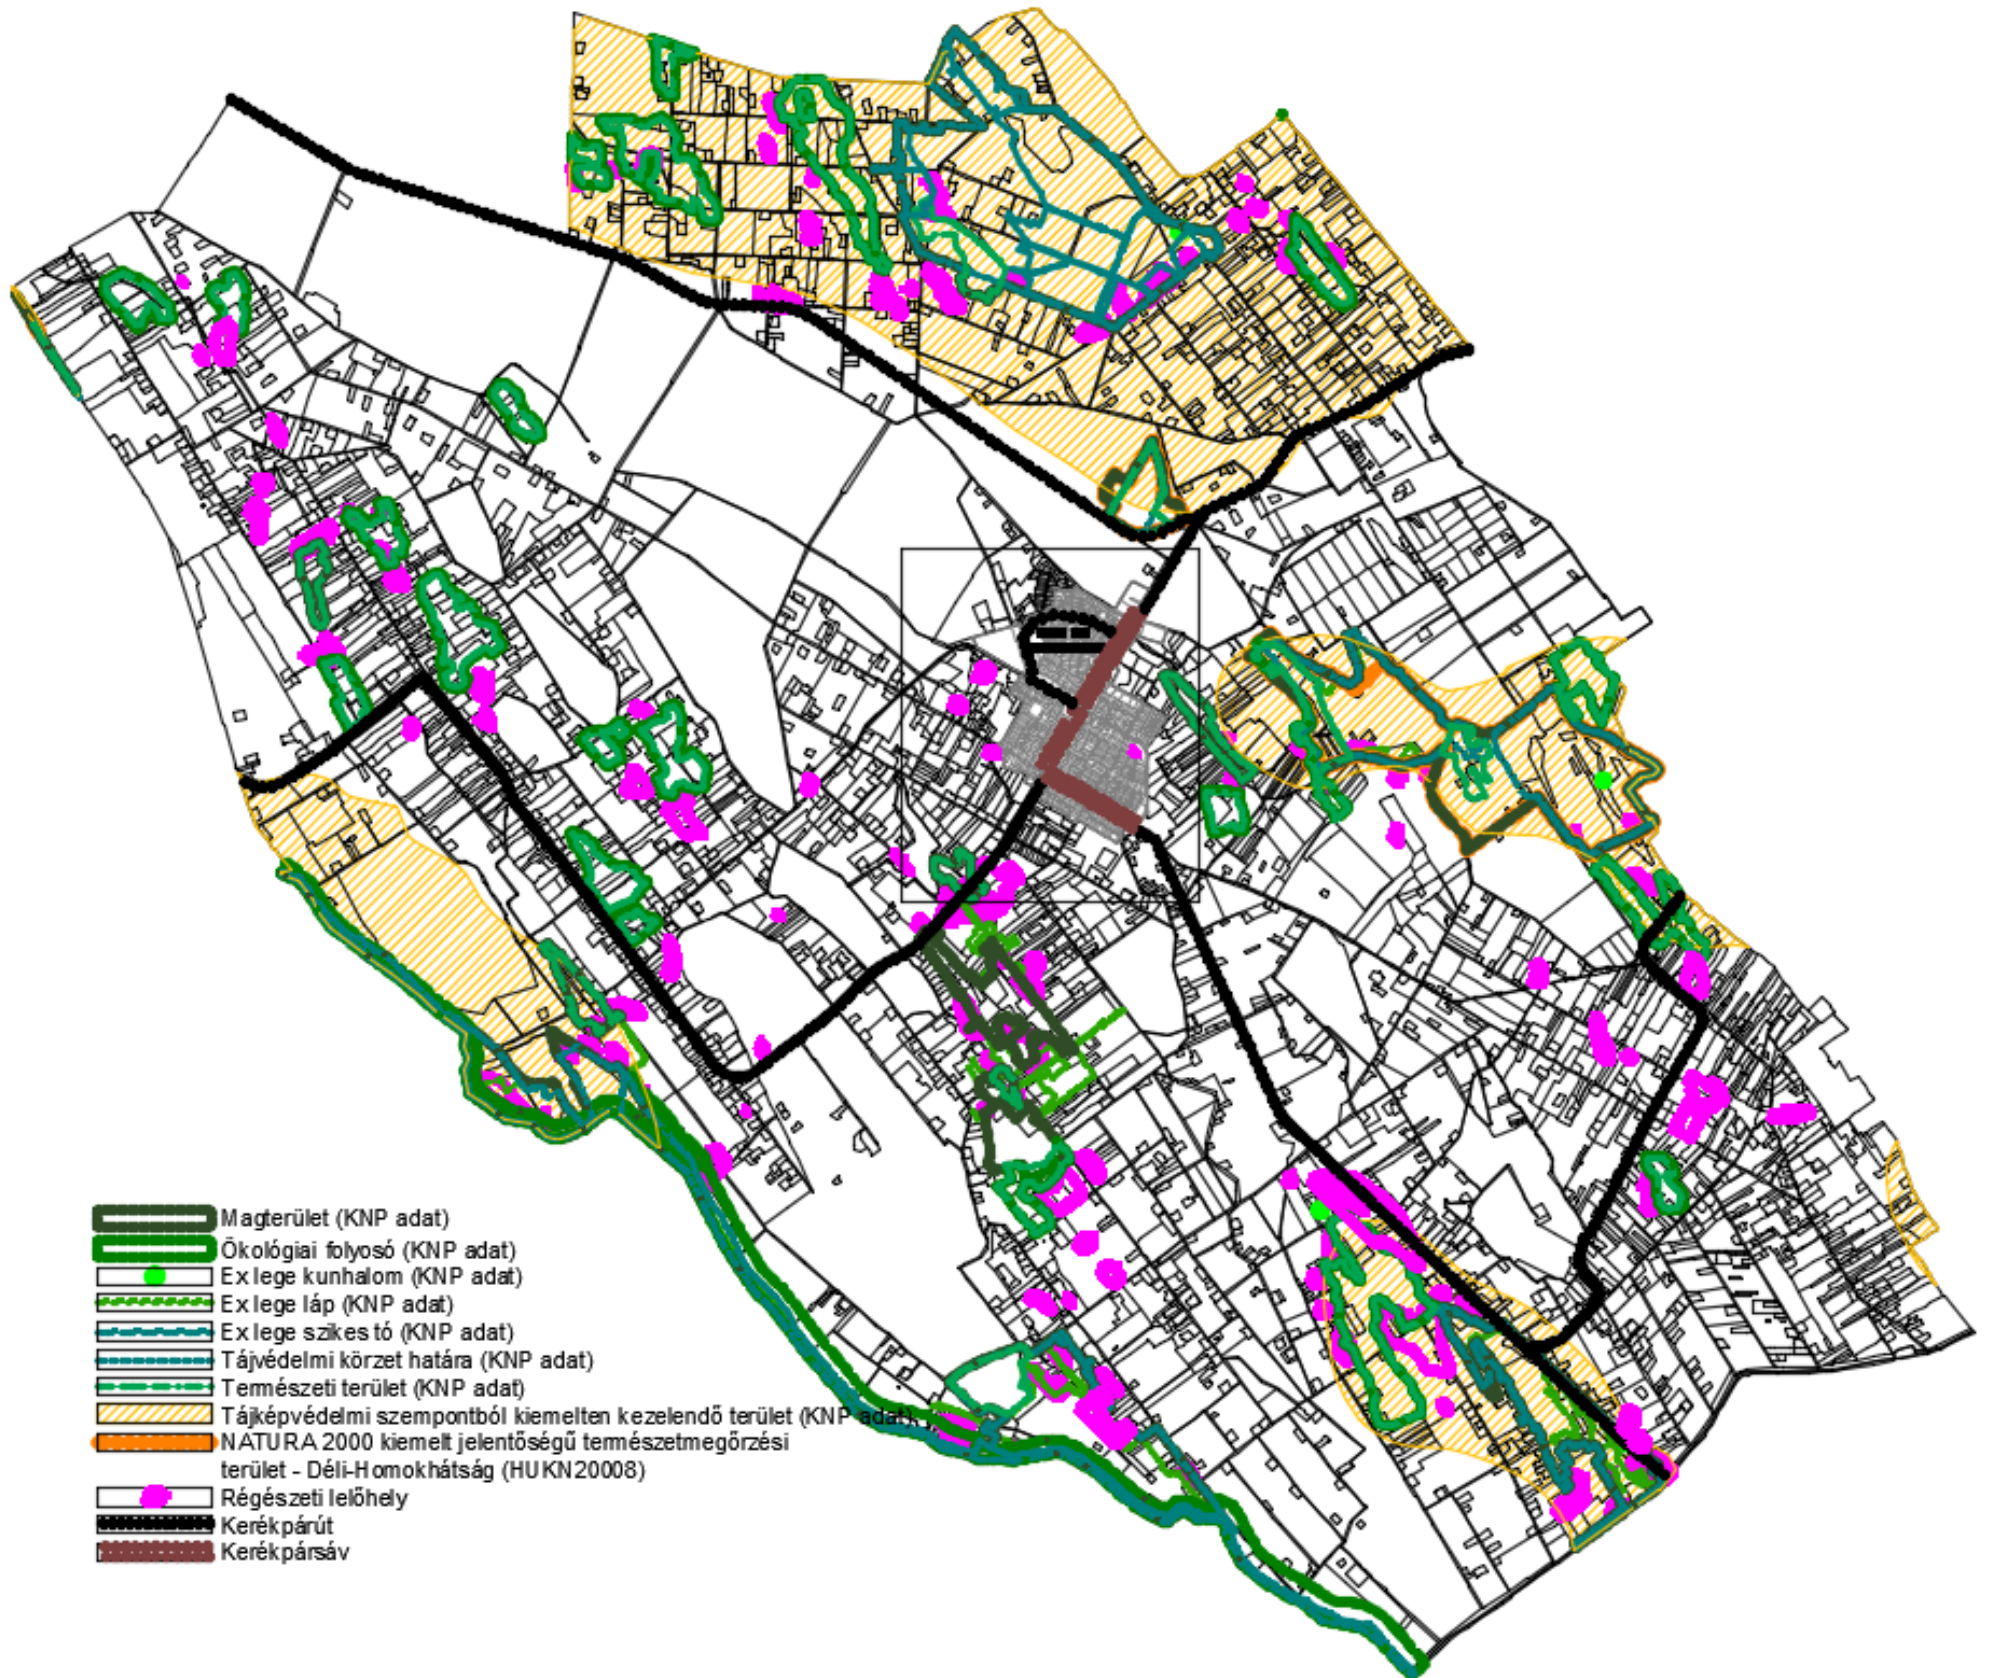 Magterület (KNP adat)
Ökológiai folyosó (KNP adat)
Ex lege kunhalom (KNP adat)
Ex lege láp (KNP adat)
Ex lege szikes tó (KNP adat)
Tájvédelmi körzet határa (KNP adat)
Természeti terület (KNP adat)
Tájképvédelmi szempontból kiemelten kezelendő terület (KNP adat)
NATURA 2000 kiemelt jelentőségű természetmegőrzési
terület - Déli-Homokhátság (HUKN20008)
Régészeti lelőhely
Kerékpárút
Kerékpársáv